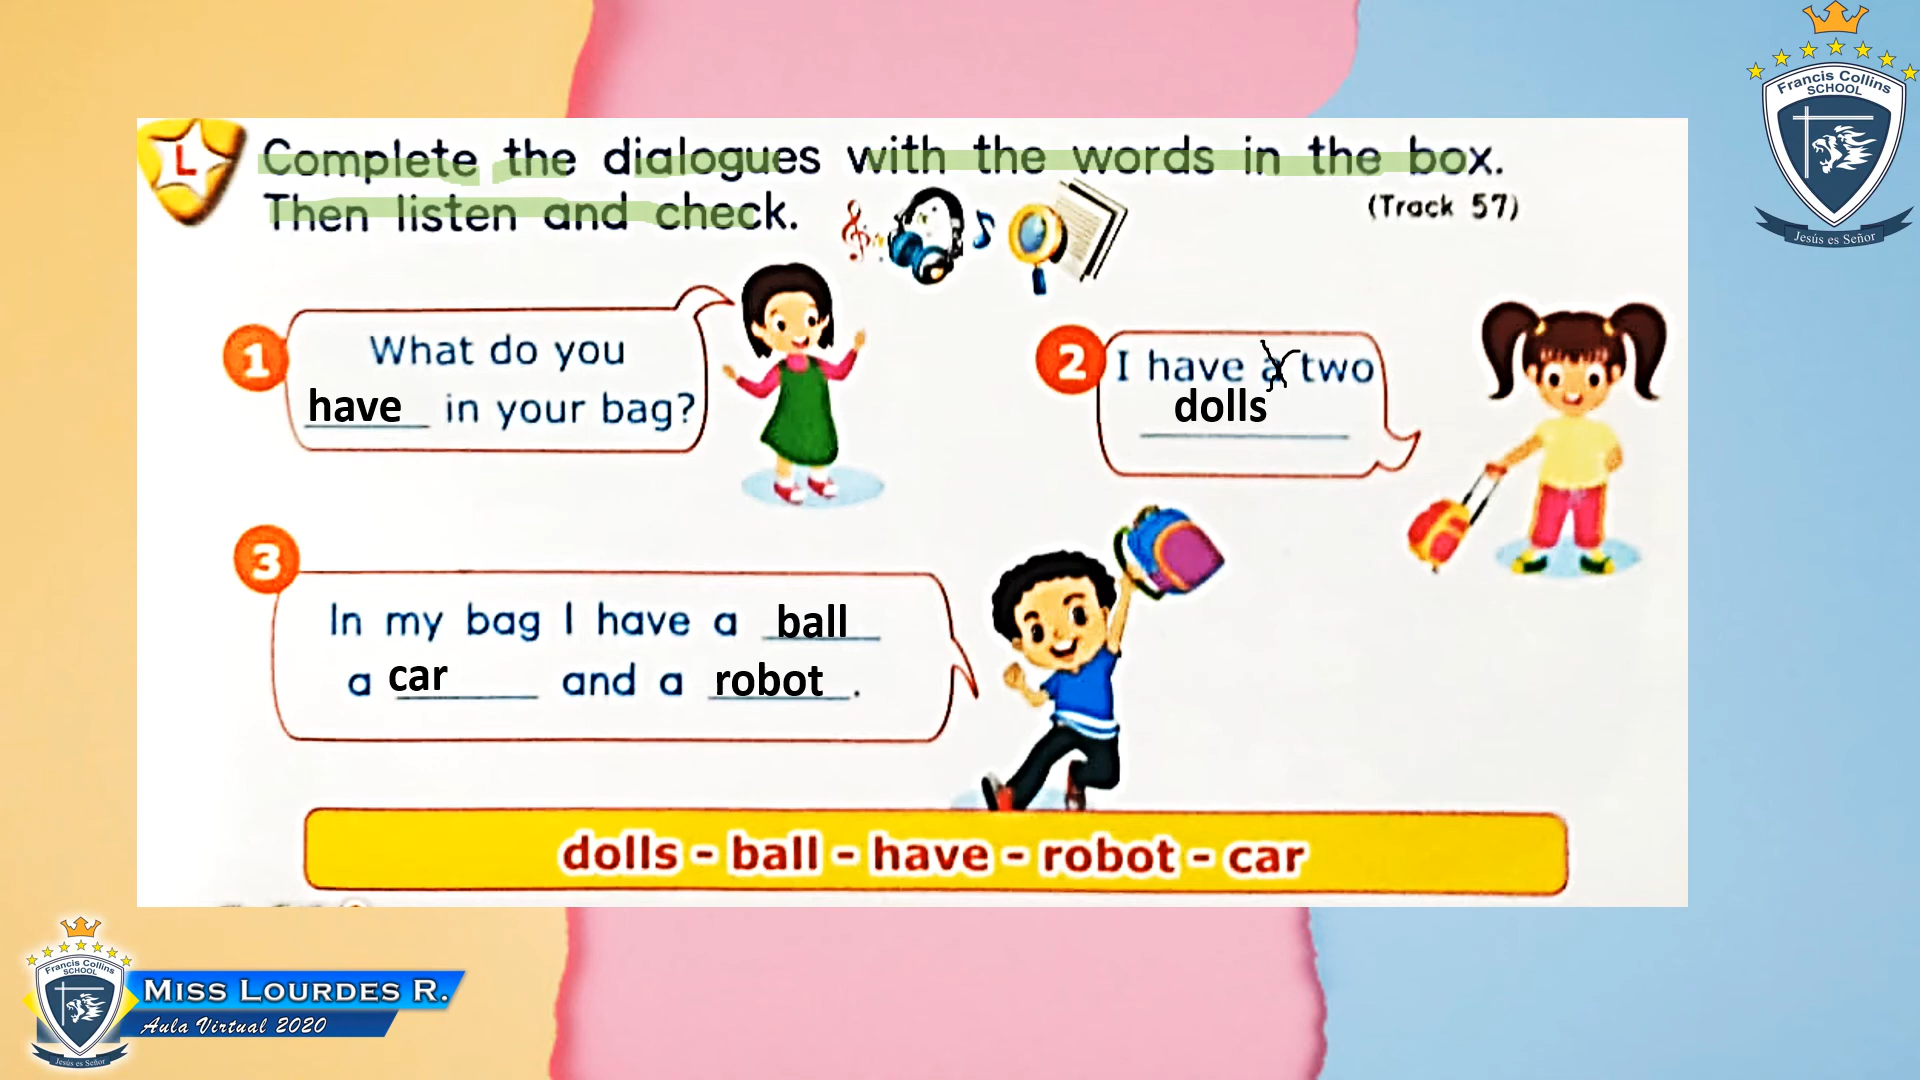 Francis Collins
SCHOOL
Jesús es Señor
L
Complete the dialogues with the words in the box.
Then listen and check.
(Track 57)
1
What do you
have in your bag?
2
I have a two
dolls
3
In my bag I have a ball
a car and a robot.
dolls - ball - have - robot - car
Francis Collins
SCHOOL
Jesús es Señor
MISS LOURDES R.
Aula Virtual 2020